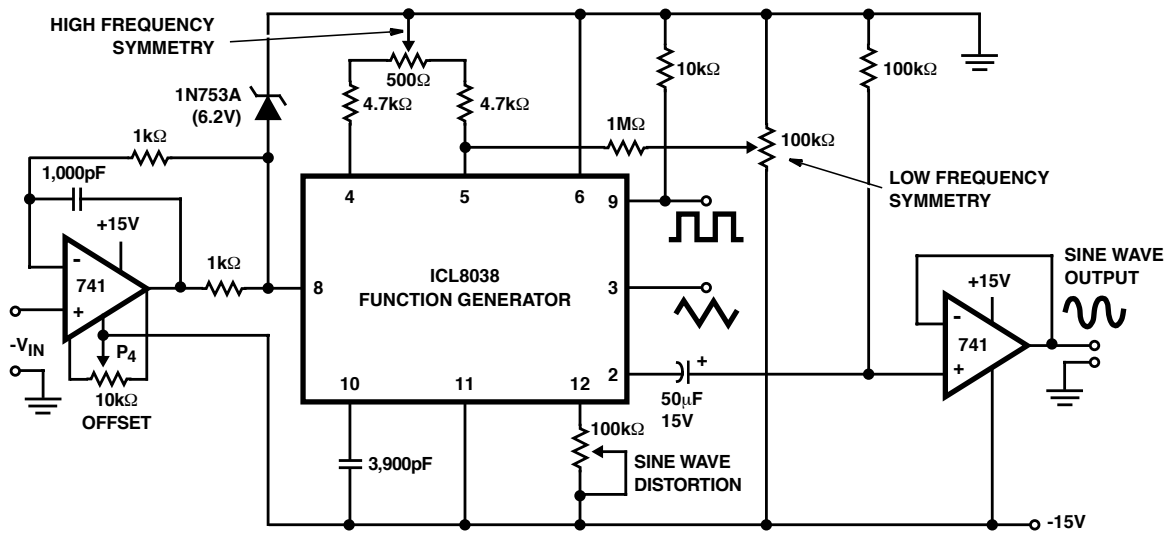 HIGH FREQUENCY
SYMMETRY
500Ω
1N753A
(6.2V)
4.7kΩ
4.7kΩ
10kΩ
100kΩ
1kΩ
1MΩ
100kΩ
LOW FREQUENCY
SYMMETRY
1,000pF
+15V
-
741
+
1kΩ
-VIN
P4
10kΩ
OFFSET
4
5
6
9
8
ICL8038
FUNCTION GENERATOR
3
2
10
11
12
+
50µF
15V
3,900pF
100kΩ
SINE WAVE
DISTORTION
+15V
-
741
+
SINE WAVE
OUTPUT
-15V